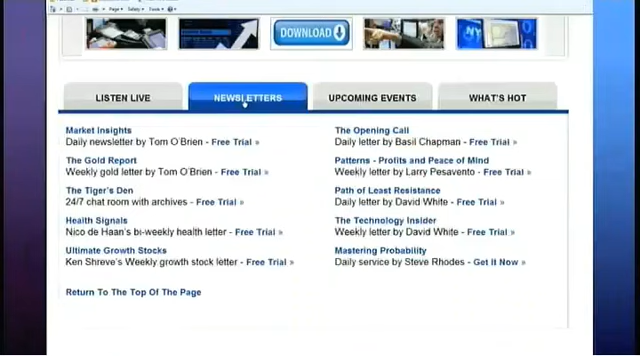 Page Safety Tools
DOWNLOAD
NY
LISTEN LIVE
NEWSLETTERS
UPCOMING EVENTS
WHAT'S HOT
Market Insights
Daily newsletter by Tom O'Brien - Free Trial »
The Gold Report
Weekly gold letter by Tom O'Brien - Free Trial »
The Tiger's Den
24/7 chat room with archives - Free Trial »
Health Signals
Nico de Haan's bi-weekly health letter - Free Trial »
Ultimate Growth Stocks
Ken Shreve's Weekly growth stock letter - Free Trial »
Return To The Top Of The Page
The Opening Call
Daily letter by Basil Chapman - Free Trial »
Patterns - Profits and Peace of Mind
Weekly letter by Larry Pesavento - Free Trial »
Path of Least Resistance
Daily letter by David White - Free Trial »
The Technology Insider
Weekly letter by David White - Free Trial »
Mastering Probability
Daily service by Steve Rhodes - Get It Now »